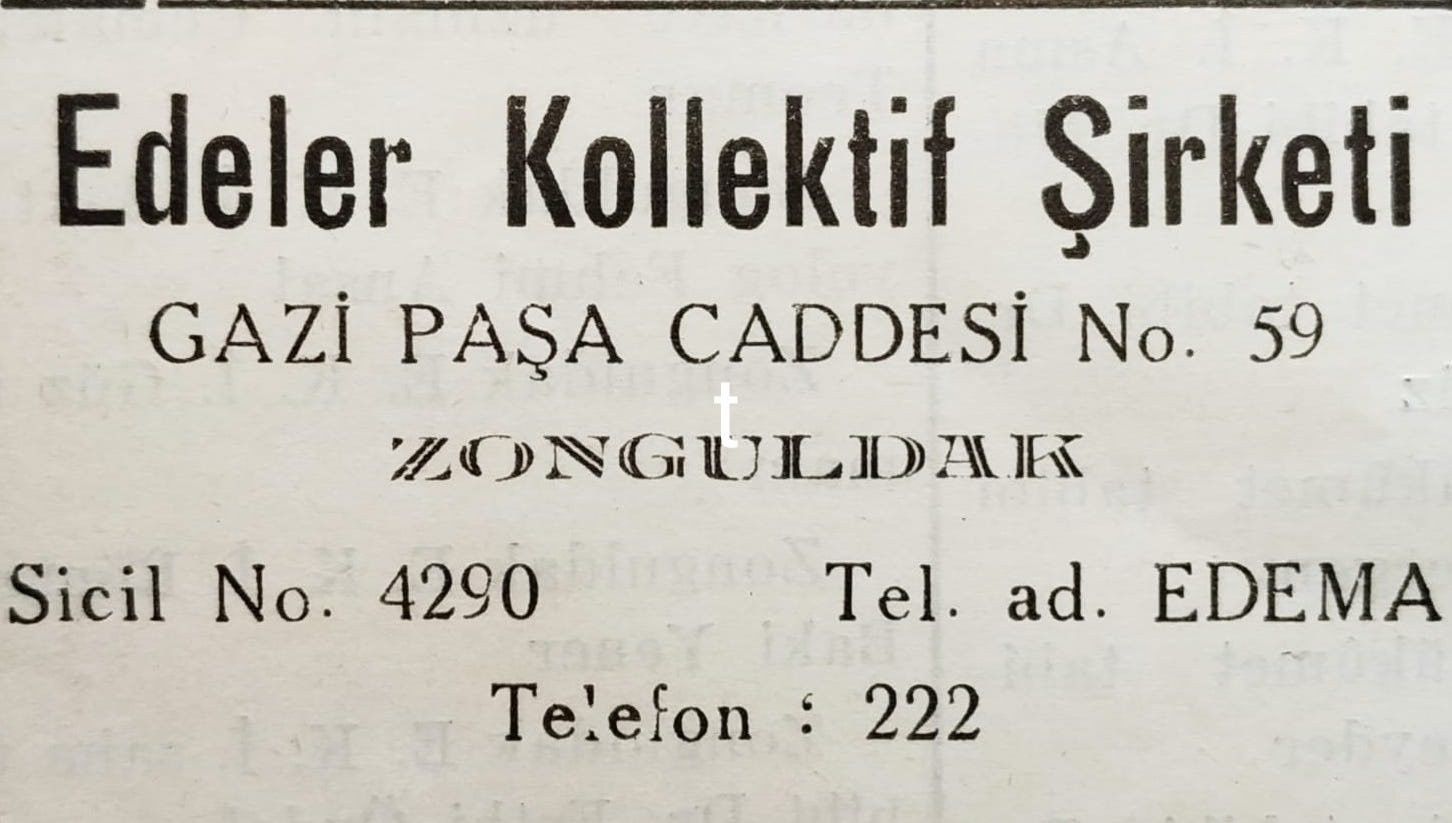 Edeler Kollektif Şirketi
GAZİ PAŞA CADDESİ No. 59
t
ZONGULDAK
Sicil No. 4290 Tel. ad. EDEMA
Telefon : 222